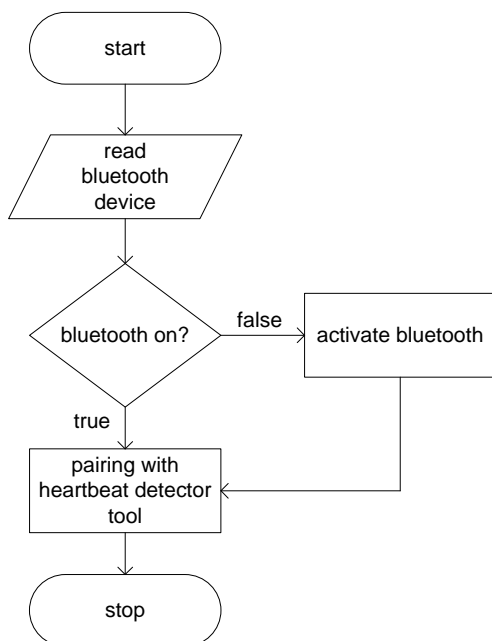 start
read
bluetooth
device
bluetooth on?
false
activate bluetooth
true
pairing with
heartbeat detector
tool
stop